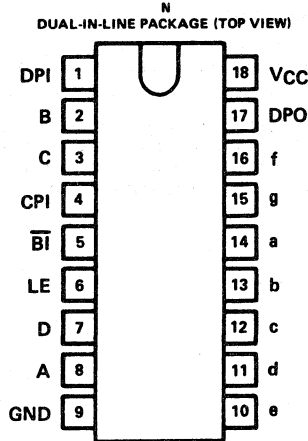 N
DUAL-IN-LINE PACKAGE (TOP VIEW)
DPI 1 18 VCC
B 2 17 DPO
C 3 16 f
CPI 4 15 g
B̅I̅ 5 14 a
LE 6 13 b
D 7 12 c
A 8 11 d
GND 9 10 e